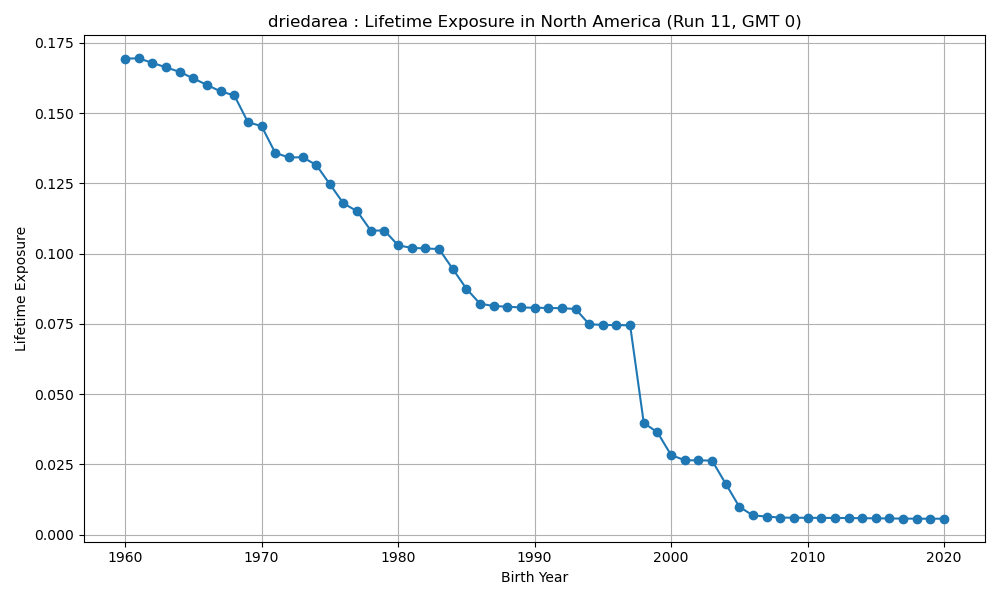 driedarea : Lifetime Exposure in North America (Run 11, GMT 0)
0.175
0.150
0.125
0.100
0.075
0.050
0.025
0.000
Lifetime Exposure
1960 1970 1980 1990 2000 2010 2020
Birth Year